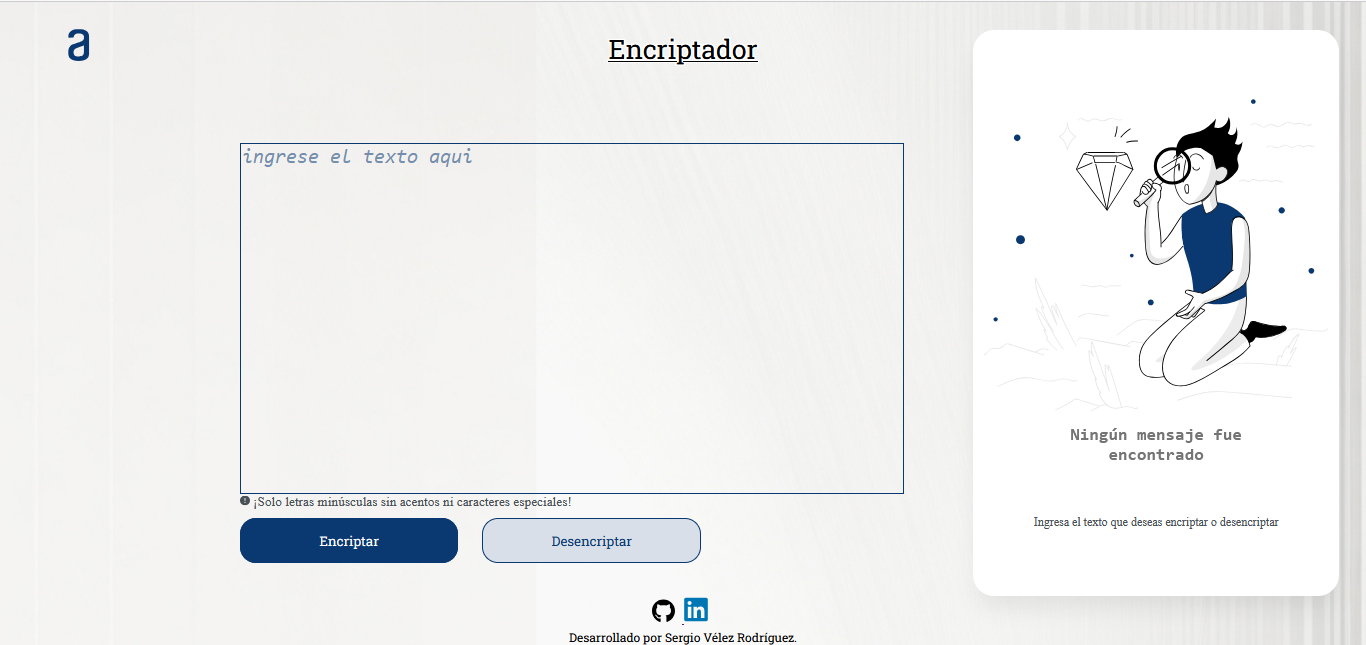 a
Encriptador
ingrese el texto aqui
¡Solo letras minúsculas sin acentos ni caracteres especiales!
Encriptar
Desencriptar
Ningún mensaje fue
encontrado
Ingresa el texto que deseas encriptar o desencriptar
in
Desarrollado por Sergio Vélez Rodríguez.